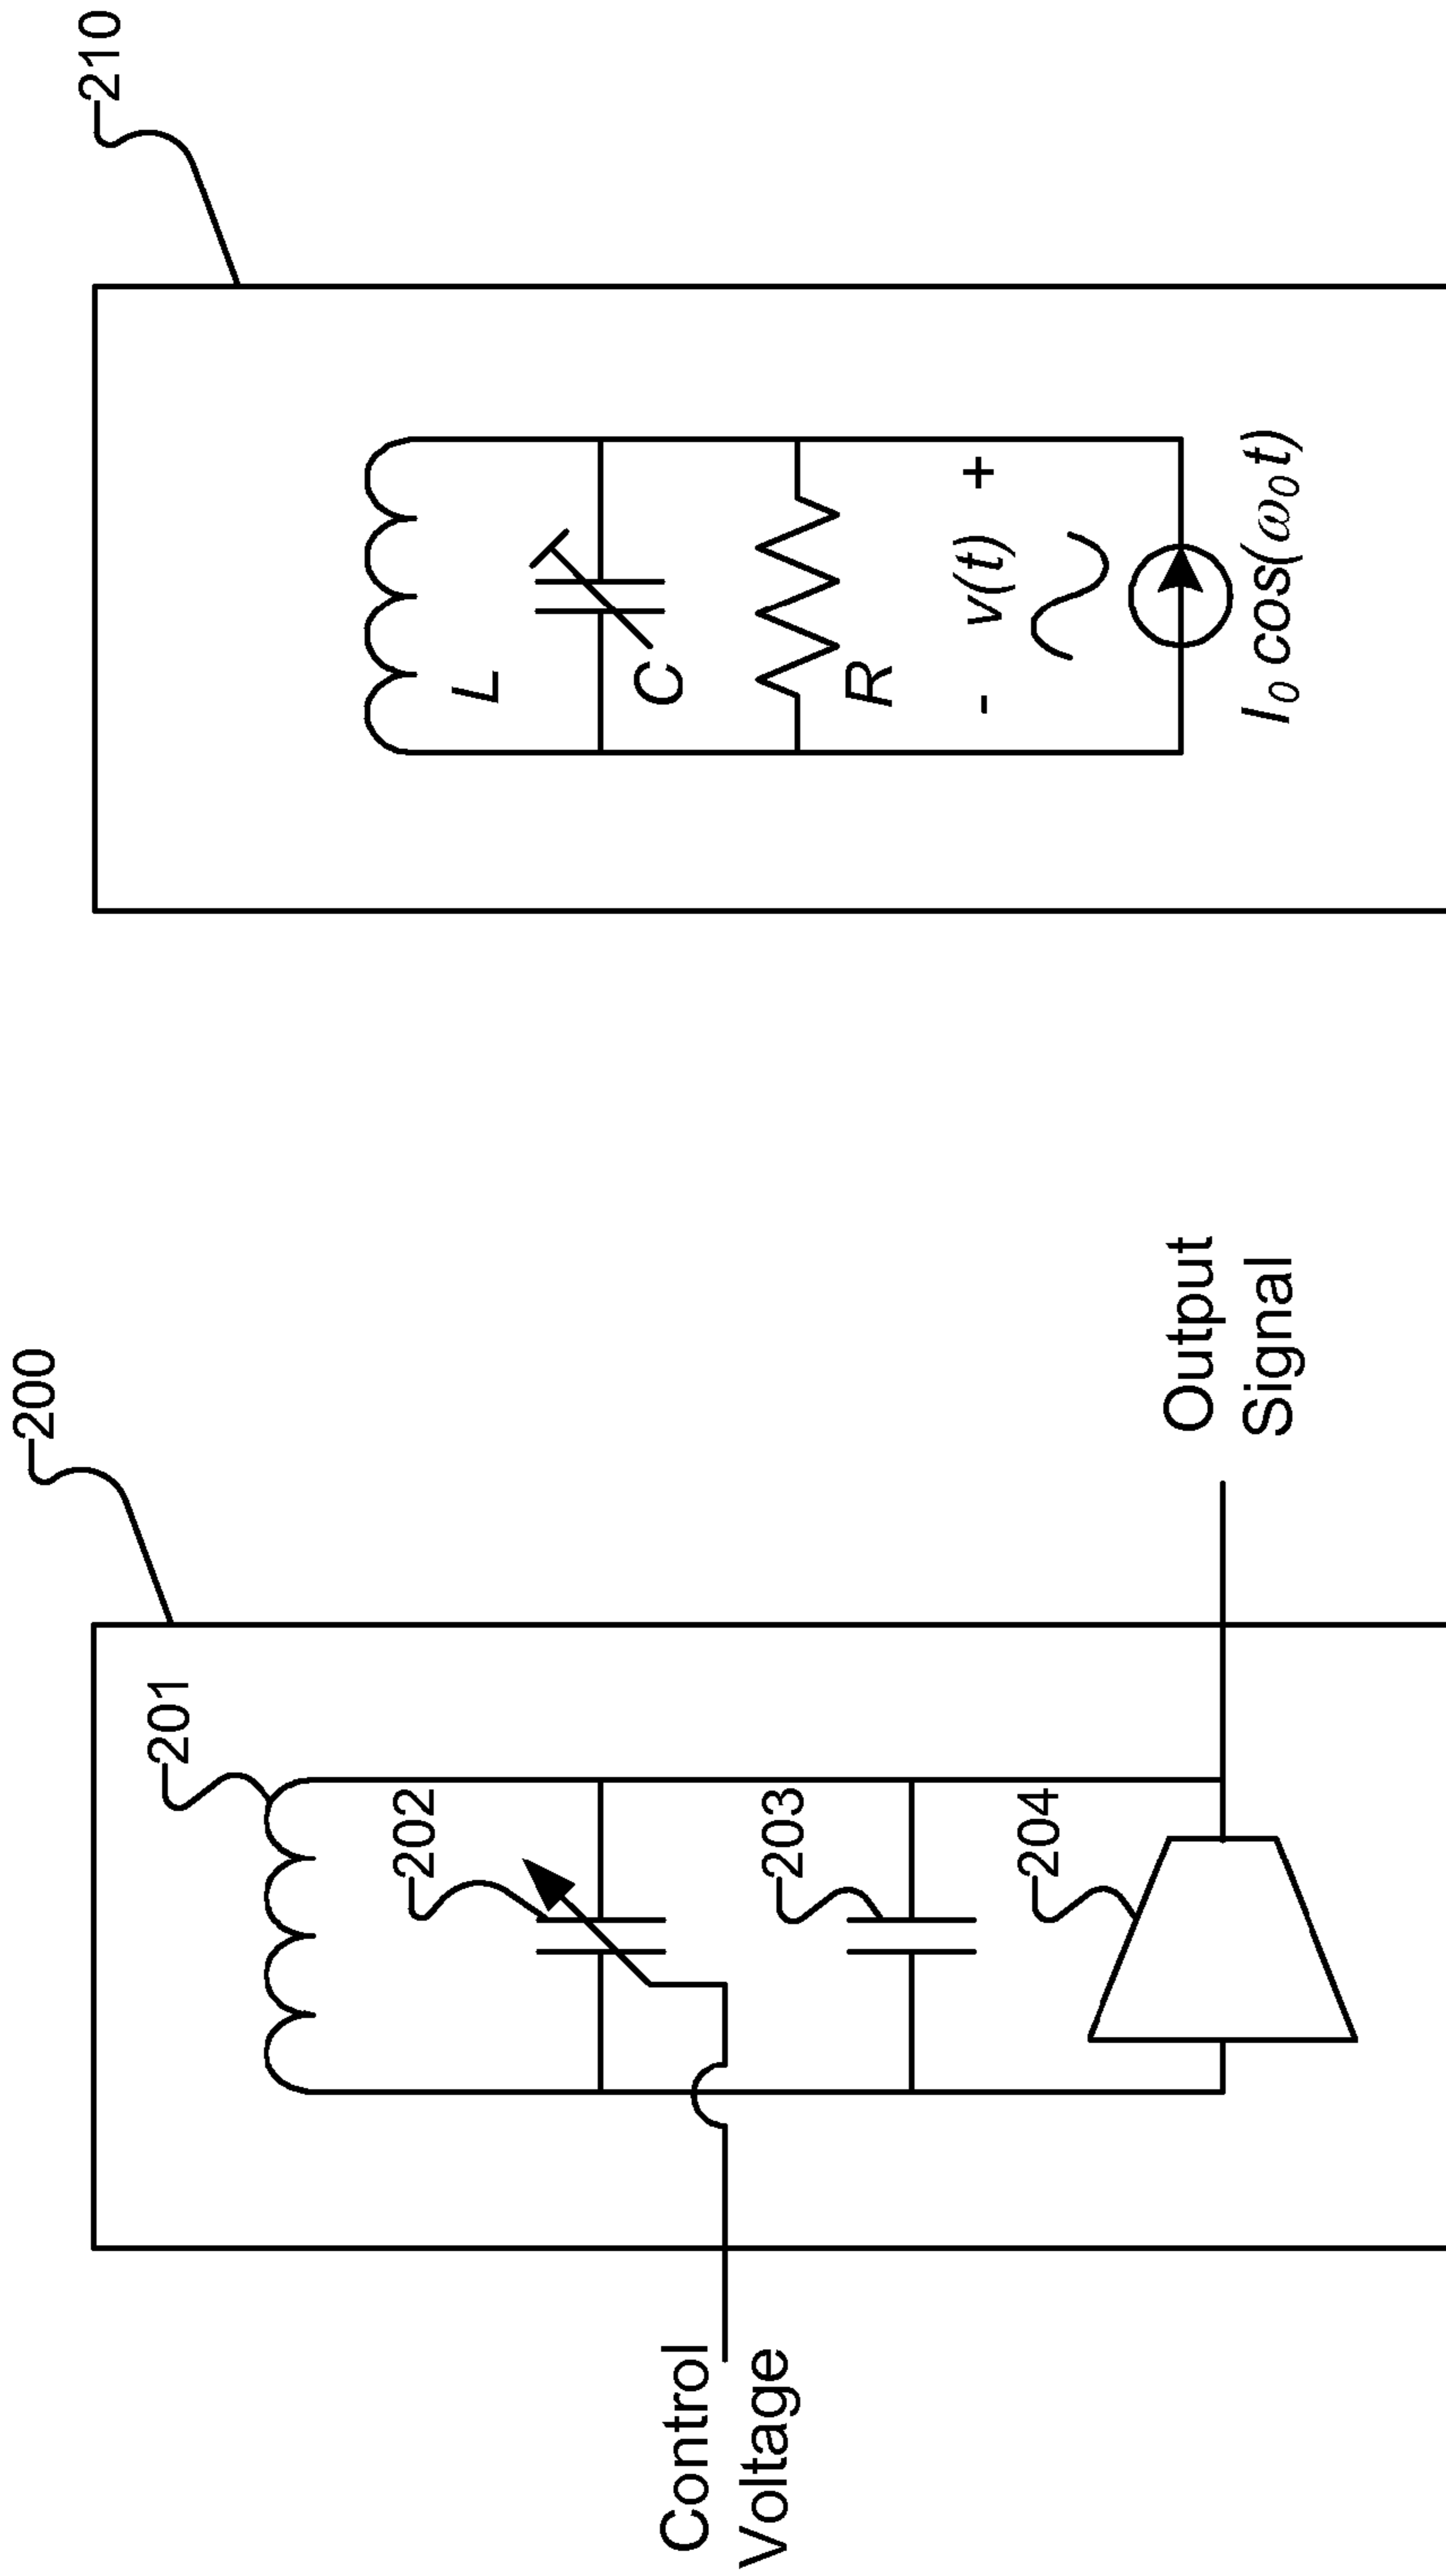 200
201
202
203
204
Control
Voltage
Output
Signal
210
L
C
R
- v(t) +
I₀ cos(ω₀ t)